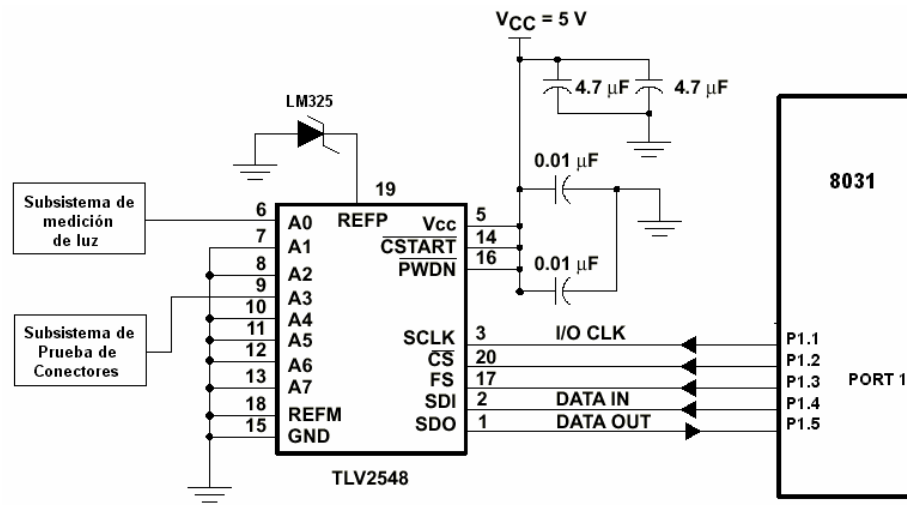 VCC = 5 V
4.7 µF 4.7 µF
LM325
0.01 µF
8031
19
Subsistema de
medición
de luz
6 A0 REFP Vcc 5
7 A1 CSTART 14
8 A2 PWDN 16
0.01 µF
9 A3
Subsistema de
Prueba de
Conectores
10 A4
11 A5 SCLK 3 I/O CLK P1.1
12 A6 CS 20 P1.2
13 A7 FS 17 P1.3 PORT 1
18 REFM SDI 2 DATA IN P1.4
15 GND SDO 1 DATA OUT P1.5
TLV2548